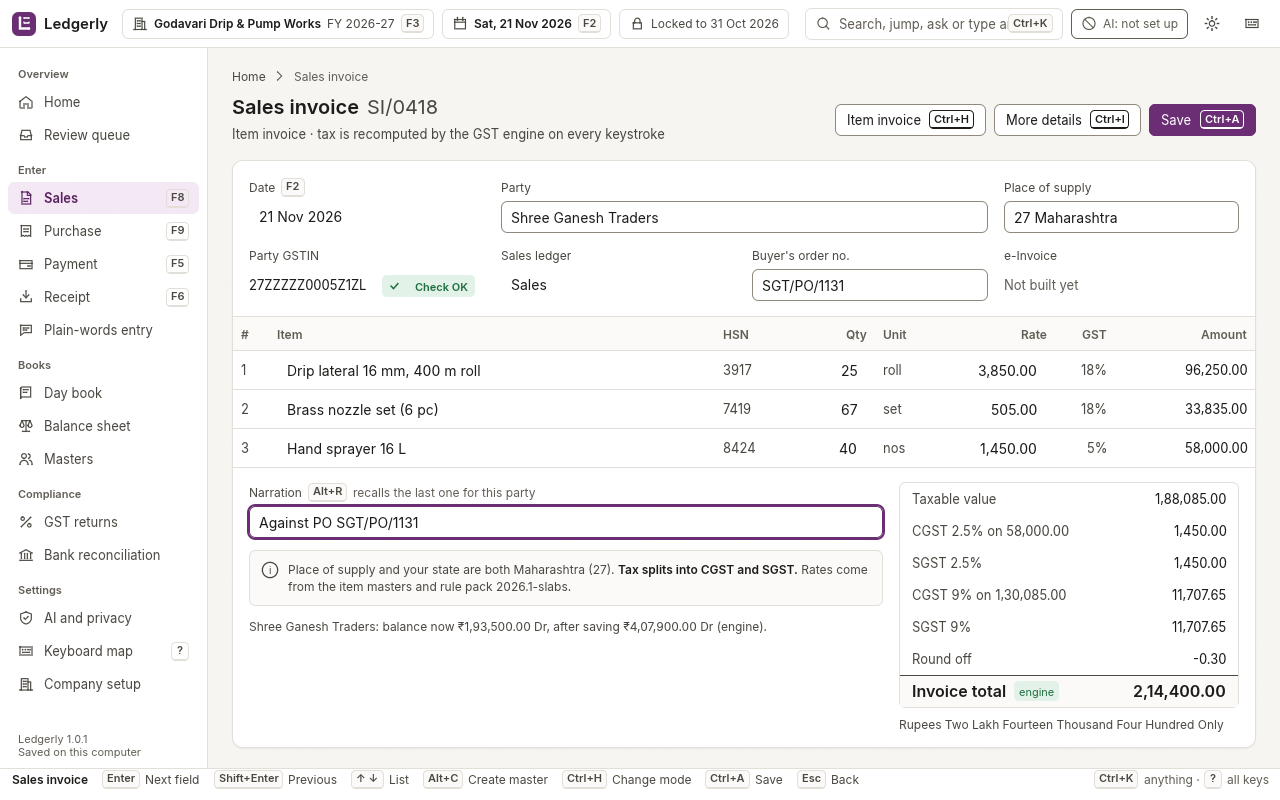 Ledgerly
Godavari Drip & Pump Works FY 2026-27 F3
Sat, 21 Nov 2026 F2
Locked to 31 Oct 2026
Search, jump, ask or type a Ctrl+K
AI: not set up
Overview
Home
Review queue
Enter
Sales F8
Purchase F9
Payment F5
Receipt F6
Plain-words entry
Books
Day book
Balance sheet
Masters
Compliance
GST returns
Bank reconciliation
Settings
AI and privacy
Keyboard map ?
Company setup
Ledgerly 1.0.1
Saved on this computer
Home > Sales invoice
Sales invoice SI/0418
Item invoice · tax is recomputed by the GST engine on every keystroke
Item invoice Ctrl+H
More details Ctrl+I
Save Ctrl+A
Date F2
Party
Place of supply
21 Nov 2026
Shree Ganesh Traders
27 Maharashtra
Party GSTIN
Sales ledger
Buyer's order no.
e-Invoice
27ZZZZZ0005Z1ZL Check OK
Sales
SGT/PO/1131
Not built yet
# Item HSN Qty Unit Rate GST Amount
1 Drip lateral 16 mm, 400 m roll 3917 25 roll 3,850.00 18% 96,250.00
2 Brass nozzle set (6 pc) 7419 67 set 505.00 18% 33,835.00
3 Hand sprayer 16 L 8424 40 nos 1,450.00 5% 58,000.00
Narration Alt+R recalls the last one for this party
Against PO SGT/PO/1131
Place of supply and your state are both Maharashtra (27). Tax splits into CGST and SGST. Rates come
from the item masters and rule pack 2026.1-slabs.
Shree Ganesh Traders: balance now ₹1,93,500.00 Dr, after saving ₹4,07,900.00 Dr (engine).
Taxable value 1,88,085.00
CGST 2.5% on 58,000.00 1,450.00
SGST 2.5% 1,450.00
CGST 9% on 1,30,085.00 11,707.65
SGST 9% 11,707.65
Round off -0.30
Invoice total engine 2,14,400.00
Rupees Two Lakh Fourteen Thousand Four Hundred Only
Sales invoice Enter Next field Shift+Enter Previous ↑ ↓ List Alt+C Create master Ctrl+H Change mode Ctrl+A Save Esc Back Ctrl+K anything · ? all keys